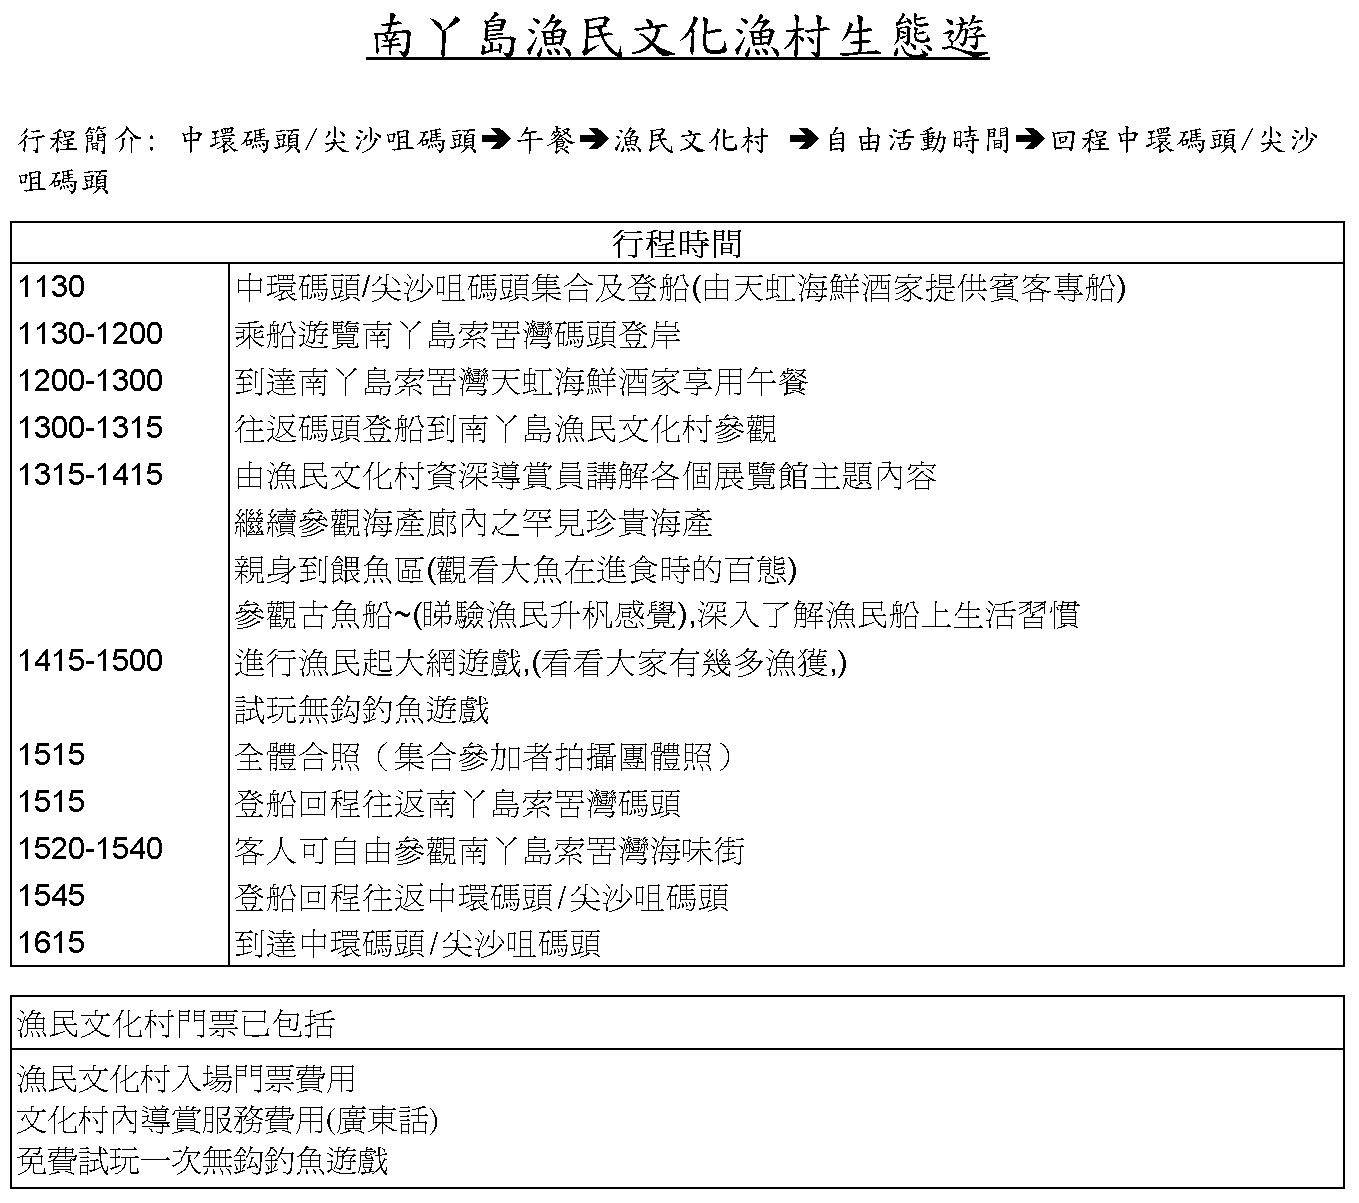 南丫島漁民文化漁村生態遊
行程簡介: 中環碼頭/尖沙咀碼頭➔午餐➔漁民文化村 ➔自由活動時間➔回程中環碼頭/尖沙
咀碼頭
行程時間
1130 中環碼頭/尖沙咀碼頭集合及登船(由天虹海鮮酒家提供賓客專船)
1130-1200 乘船遊覽南丫島索罟灣碼頭登岸
1200-1300 到達南丫島索罟灣天虹海鮮酒家享用午餐
1300-1315 往返碼頭登船到南丫島漁民文化村參觀
1315-1415 由漁民文化村資深導賞員講解各個展覽館主題內容
繼續參觀海產廊內之罕見珍貴海產
親身到餵魚區(觀看大魚在進食時的百態)
參觀古魚船~(睇驗漁民升杋感覺),深入了解漁民船上生活習慣
1415-1500 進行漁民起大網遊戲,(看看大家有幾多漁獲,)
試玩無鈎釣魚遊戲
1515 全體合照（集合參加者拍攝團體照）
1515 登船回程往返南丫島索罟灣碼頭
1520-1540 客人可自由參觀南丫島索罟灣海味街
1545 登船回程往返中環碼頭/尖沙咀碼頭
1615 到達中環碼頭/尖沙咀碼頭
漁民文化村門票已包括
漁民文化村入場門票費用
文化村內導賞服務費用(廣東話)
免費試玩一次無鈎釣魚遊戲